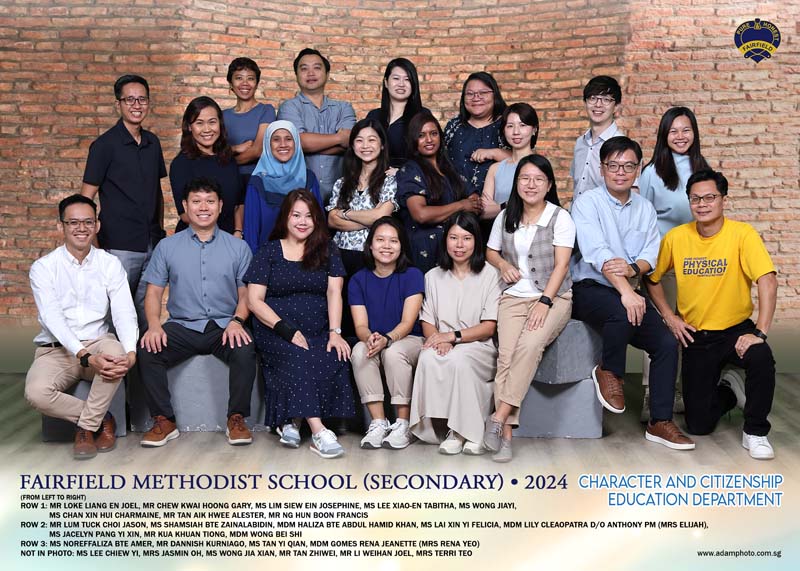 PURE HONEST
FAIRFIELD
PURE HONEST
PHYSICAL
EDUCATION
FAIRFIELD METHODIST SCHOOL (SECONDARY) • 2024
CHARACTER AND CITIZENSHIP
EDUCATION DEPARTMENT
(FROM LEFT TO RIGHT)
ROW 1: MR LOKE LIANG EN JOEL, MR CHEW KWAI HOONG GARY, MS LIM SIEW EIN JOSEPHINE, MS LEE XIAO-EN TABITHA, MS WONG JIAYI,
MS CHAN XIN HUI CHARMAINE, MR TAN AIK HWEE ALESTER, MR NG HUN BOON FRANCIS
ROW 2: MR LUM TUCK CHOI JASON, MS SHAMSIAH BTE ZAINALABIDIN, MDM HALIZA BTE ABDUL HAMID KHAN, MS LAI XIN YI FELICIA, MDM LILY CLEAOPATRA D/O ANTHONY PM (MRS ELIJAH),
MS JACELYN PANG YI XIN, MR KUA KHUAN TIONG, MDM WONG BEI SHI
ROW 3: MS NOREFFALIZA BTE AMER, MR DANNISH KURNIAGO, MS TAN YI QIAN, MDM GOMES RENA JEANETTE (MRS RENA YEO)
NOT IN PHOTO: MS LEE CHIEW YI, MRS JASMIN OH, MS WONG JIA XIAN, MR TAN ZHIWEI, MR LI WEIHAN JOEL, MRS TERRI TEO
www.adamphoto.com.sg